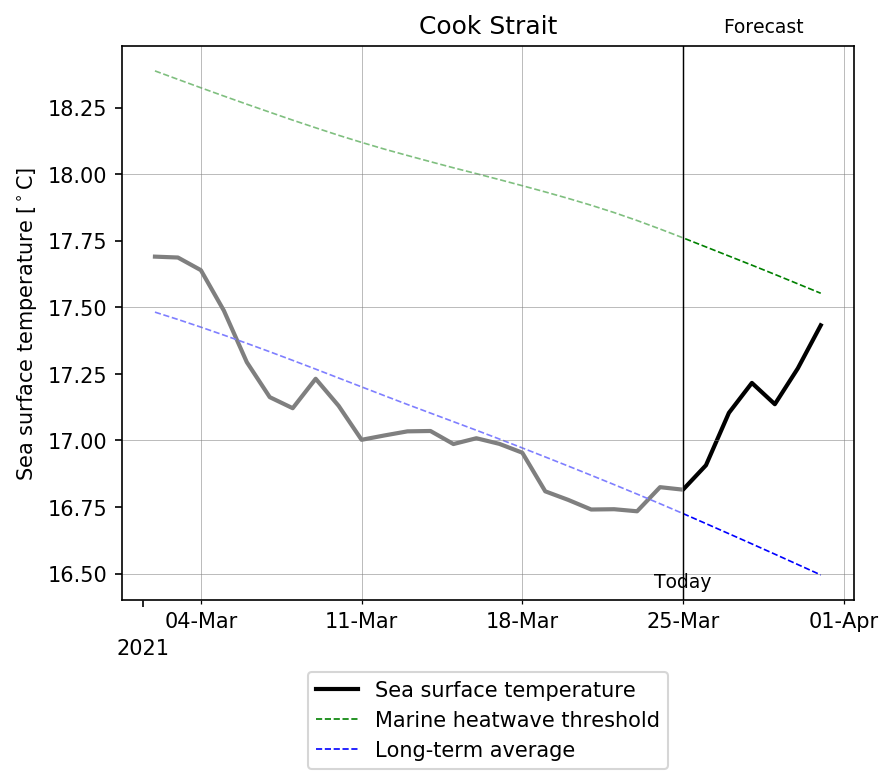 Cook Strait
Forecast
Sea surface temperature [°C]
18.25
18.00
17.75
17.50
17.25
17.00
16.75
16.50
Today
04-Mar
11-Mar
18-Mar
25-Mar
01-Apr
2021
Sea surface temperature
Marine heatwave threshold
Long-term average